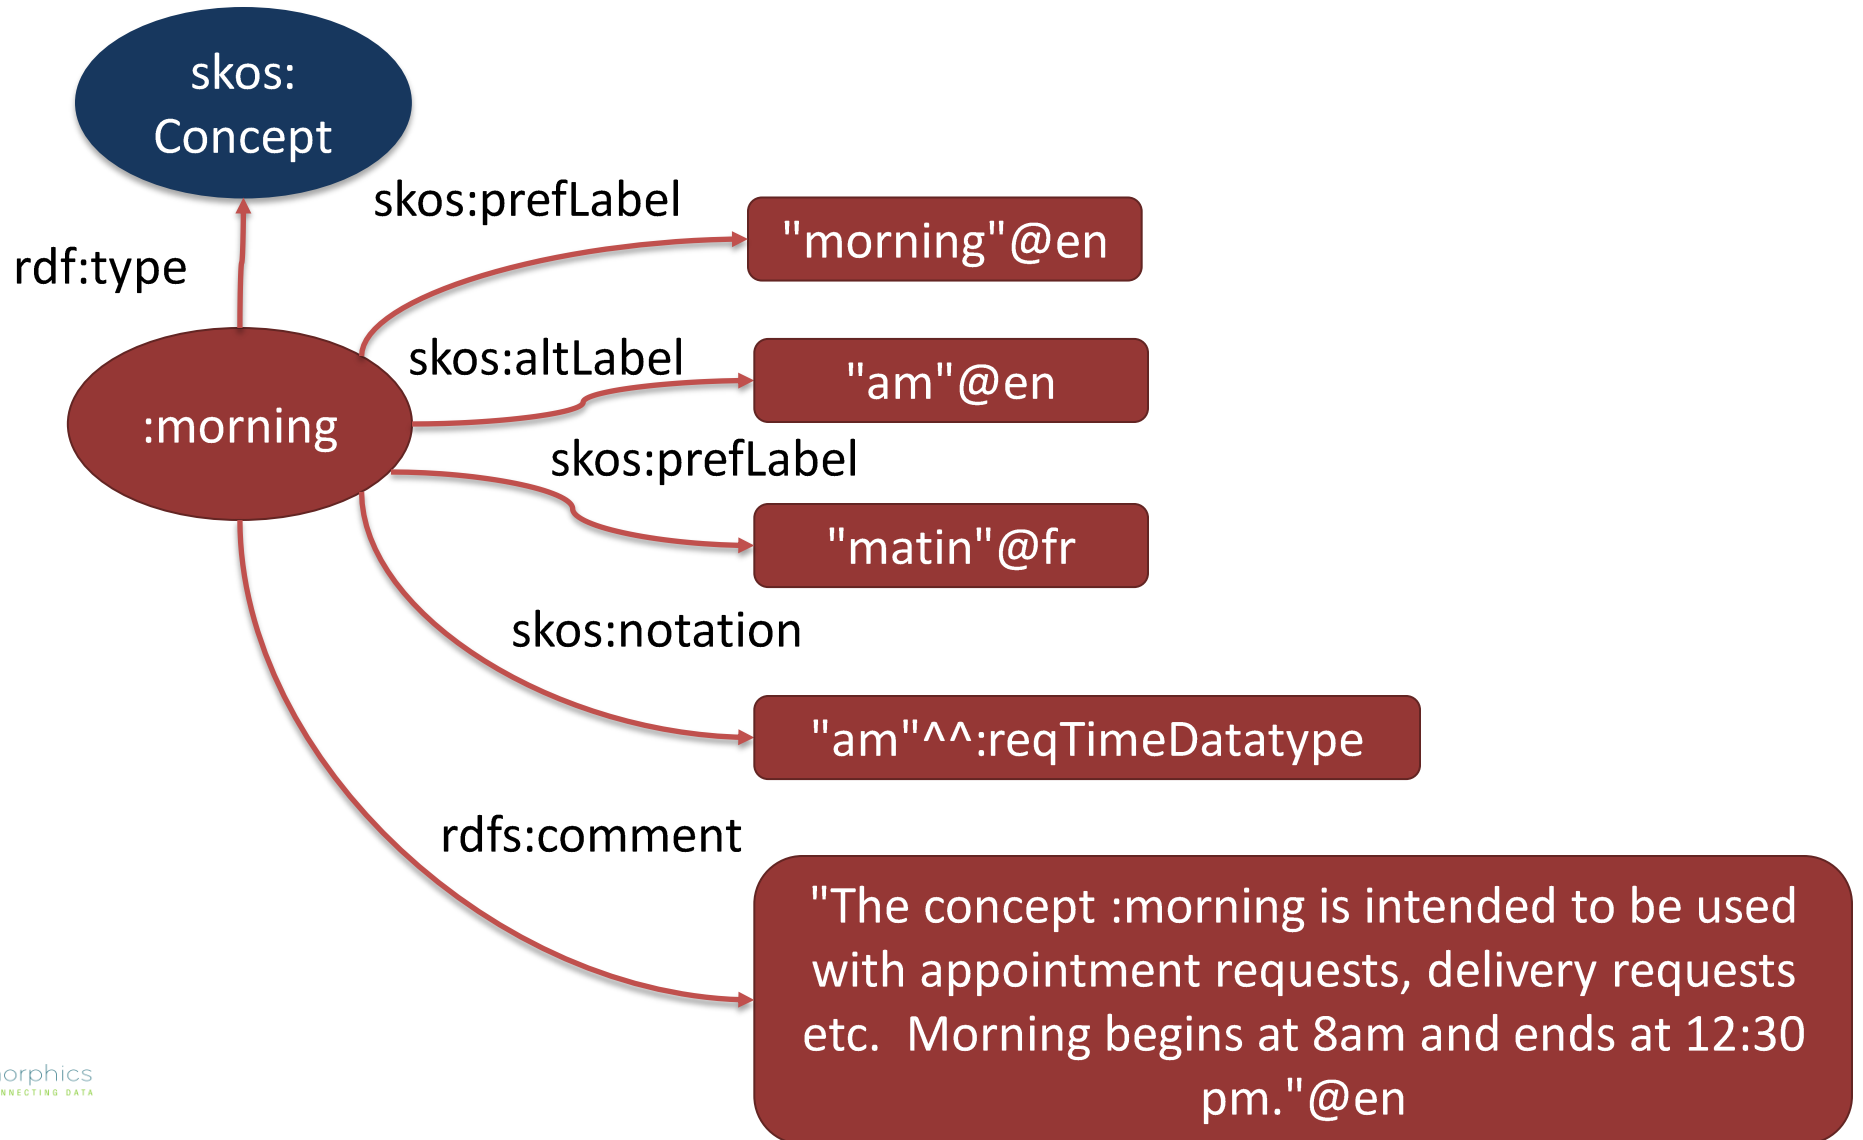 skos:
Concept
skos:prefLabel
"morning"@en
rdf:type
skos:altLabel
"am"@en
:morning
skos:prefLabel
"matin"@fr
skos:notation
"am"^^:reqTimeDatatype
rdfs:comment
"The concept :morning is intended to be used
with appointment requests, delivery requests
etc.  Morning begins at 8am and ends at 12:30
pm."@en
DATA